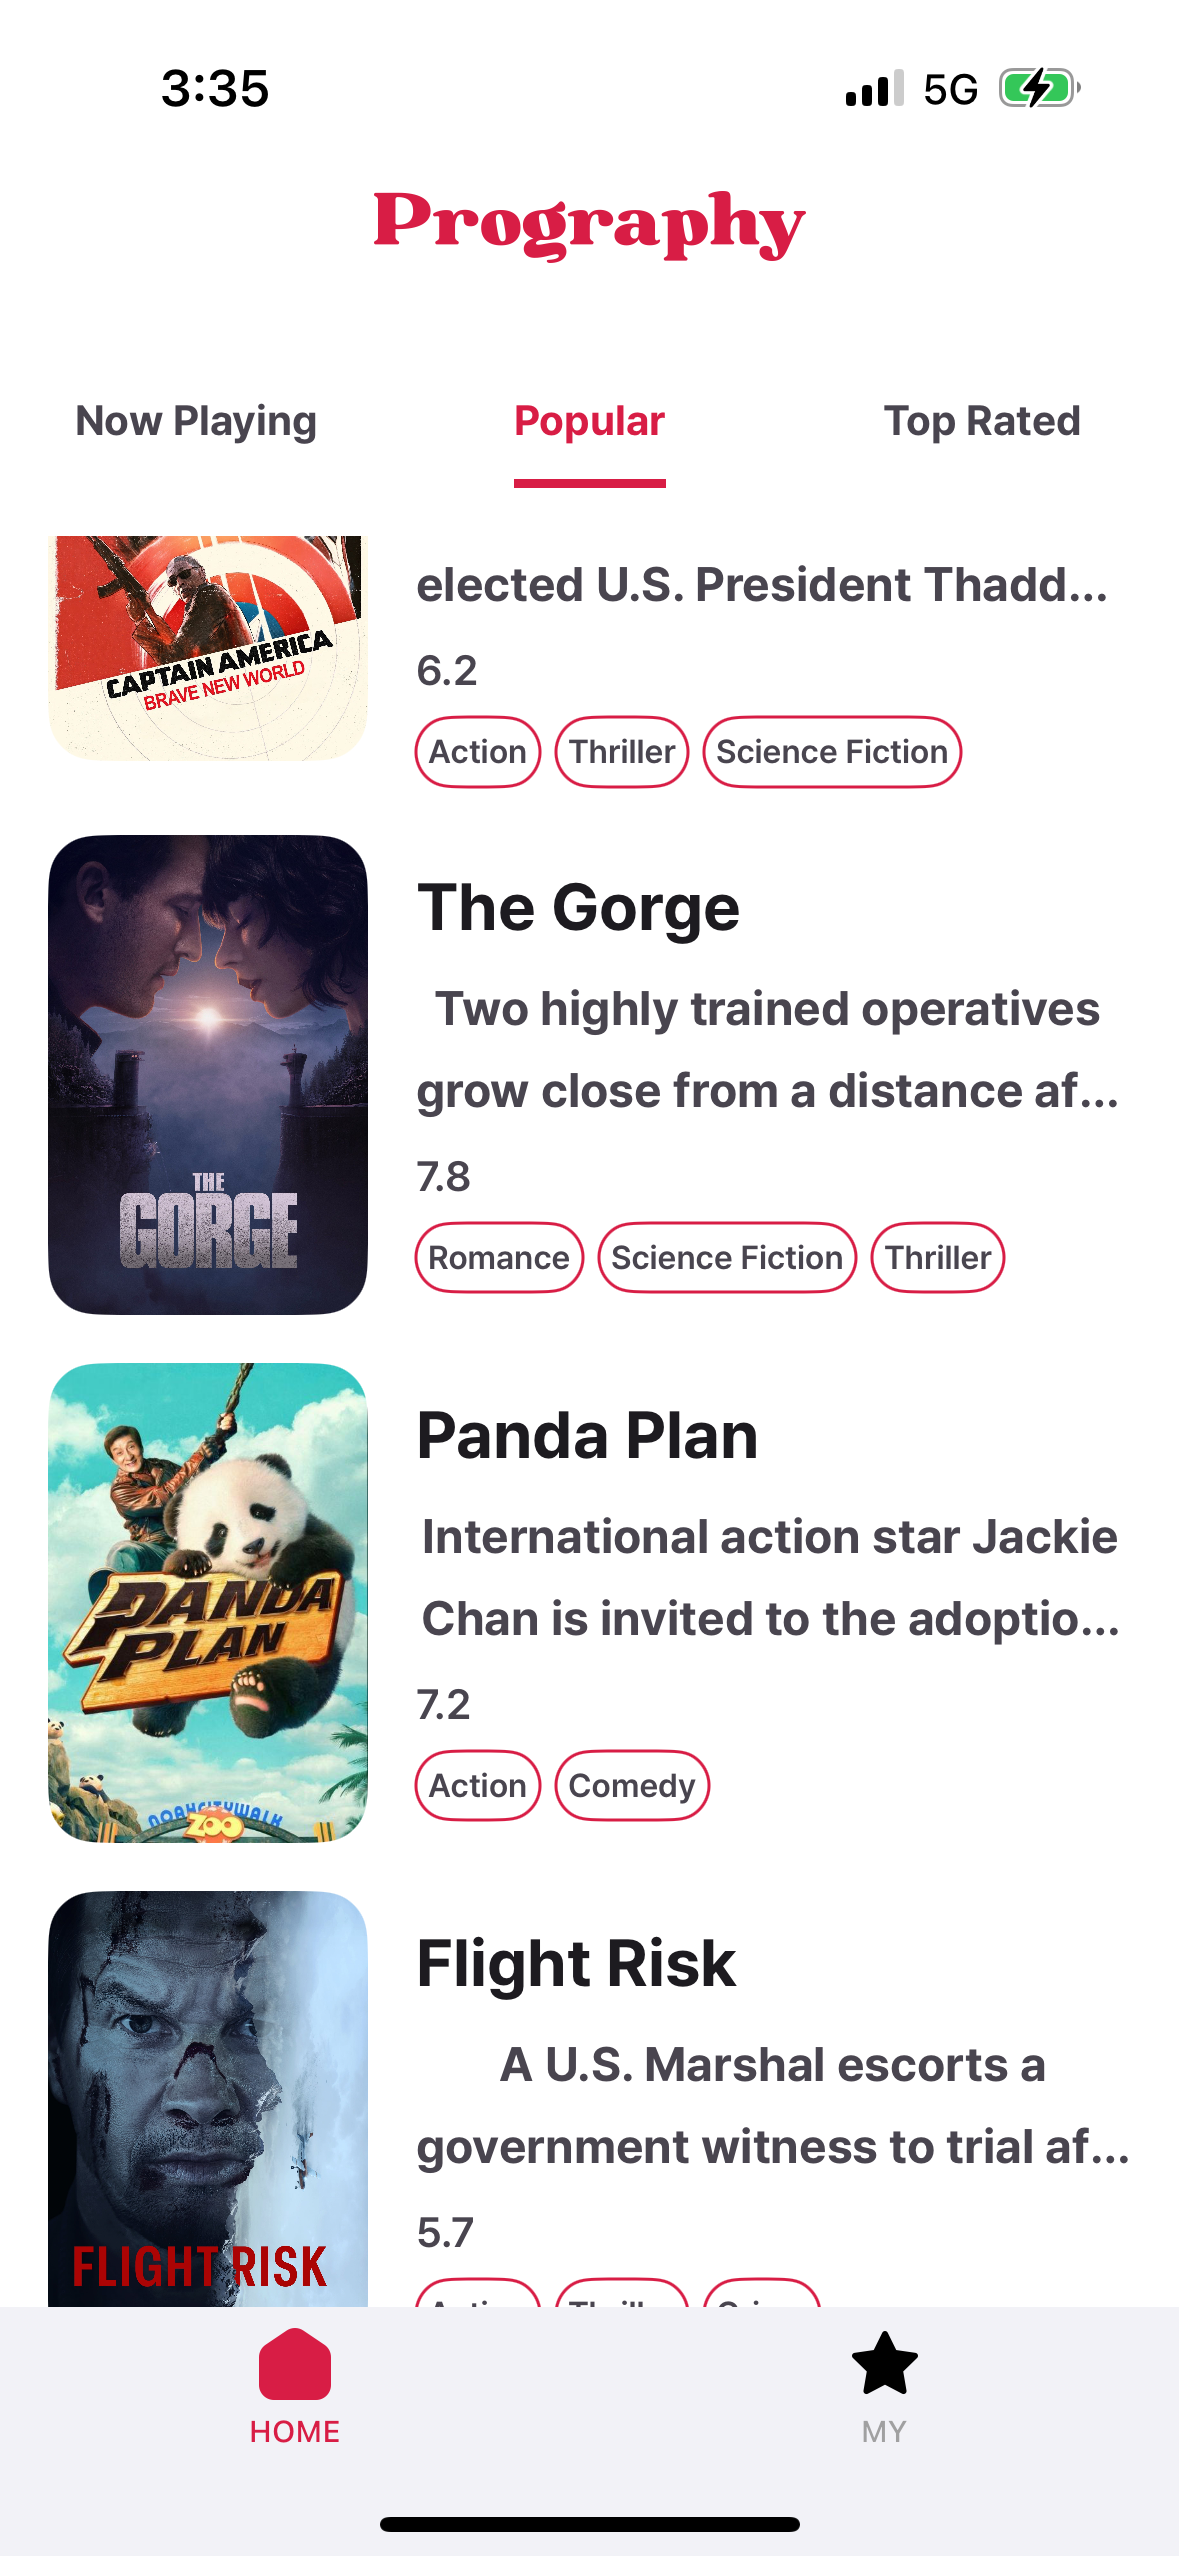 3:35
5G
Prography
Now Playing
Popular
Top Rated
CAPTAIN AMERICA
BRAVE NEW WORLD
elected U.S. President Thadd...
6.2
Action
Thriller
Science Fiction
THE
GORGE
The Gorge
Two highly trained operatives
grow close from a distance af...
7.8
Romance
Science Fiction
Thriller
PANDA
PLAN
NOAHCITYWALK
ZOO
Panda Plan
International action star Jackie
Chan is invited to the adoptio...
7.2
Action
Comedy
FLIGHT RISK
Flight Risk
A U.S. Marshal escorts a
government witness to trial af...
5.7
HOME
MY